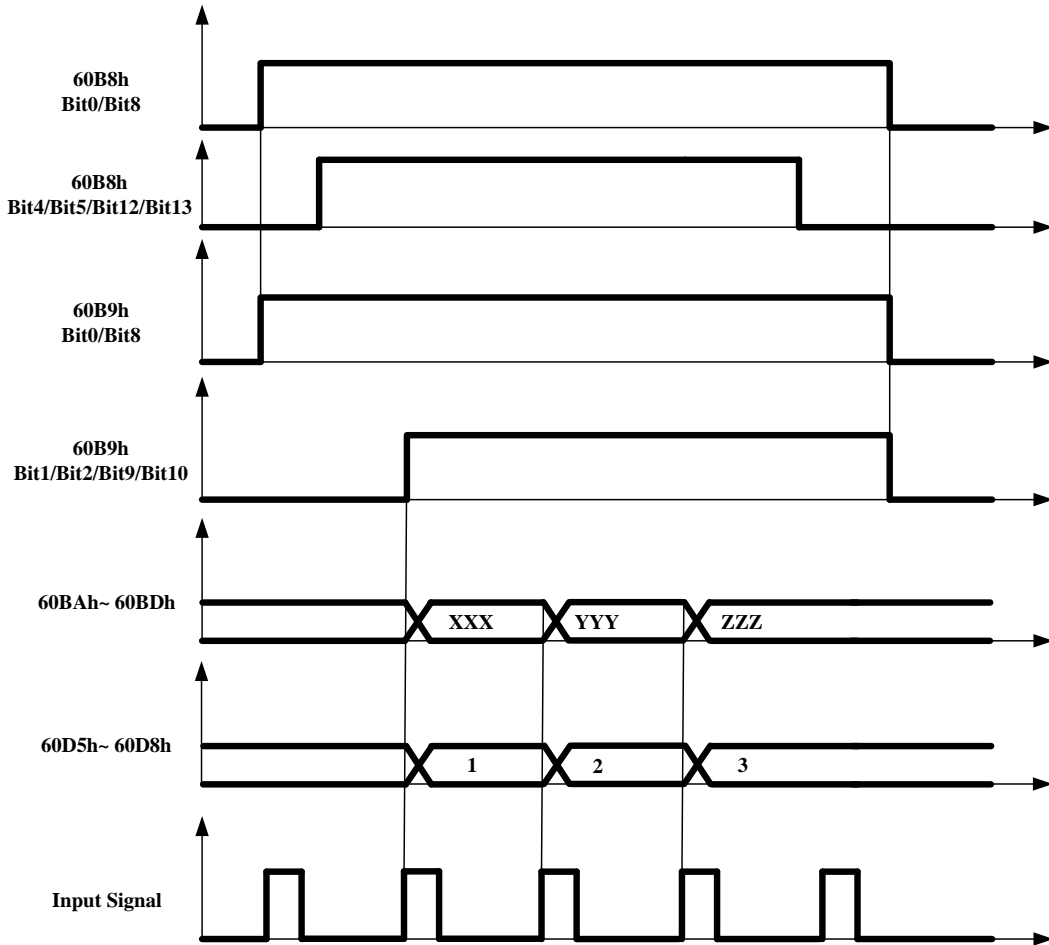 60B8h
Bit0/Bit8
60B8h
Bit4/Bit5/Bit12/Bit13
60B9h
Bit0/Bit8
60B9h
Bit1/Bit2/Bit9/Bit10
60BAh~ 60BDh
XXX YYY ZZZ
60D5h~ 60D8h
1 2 3
Input Signal